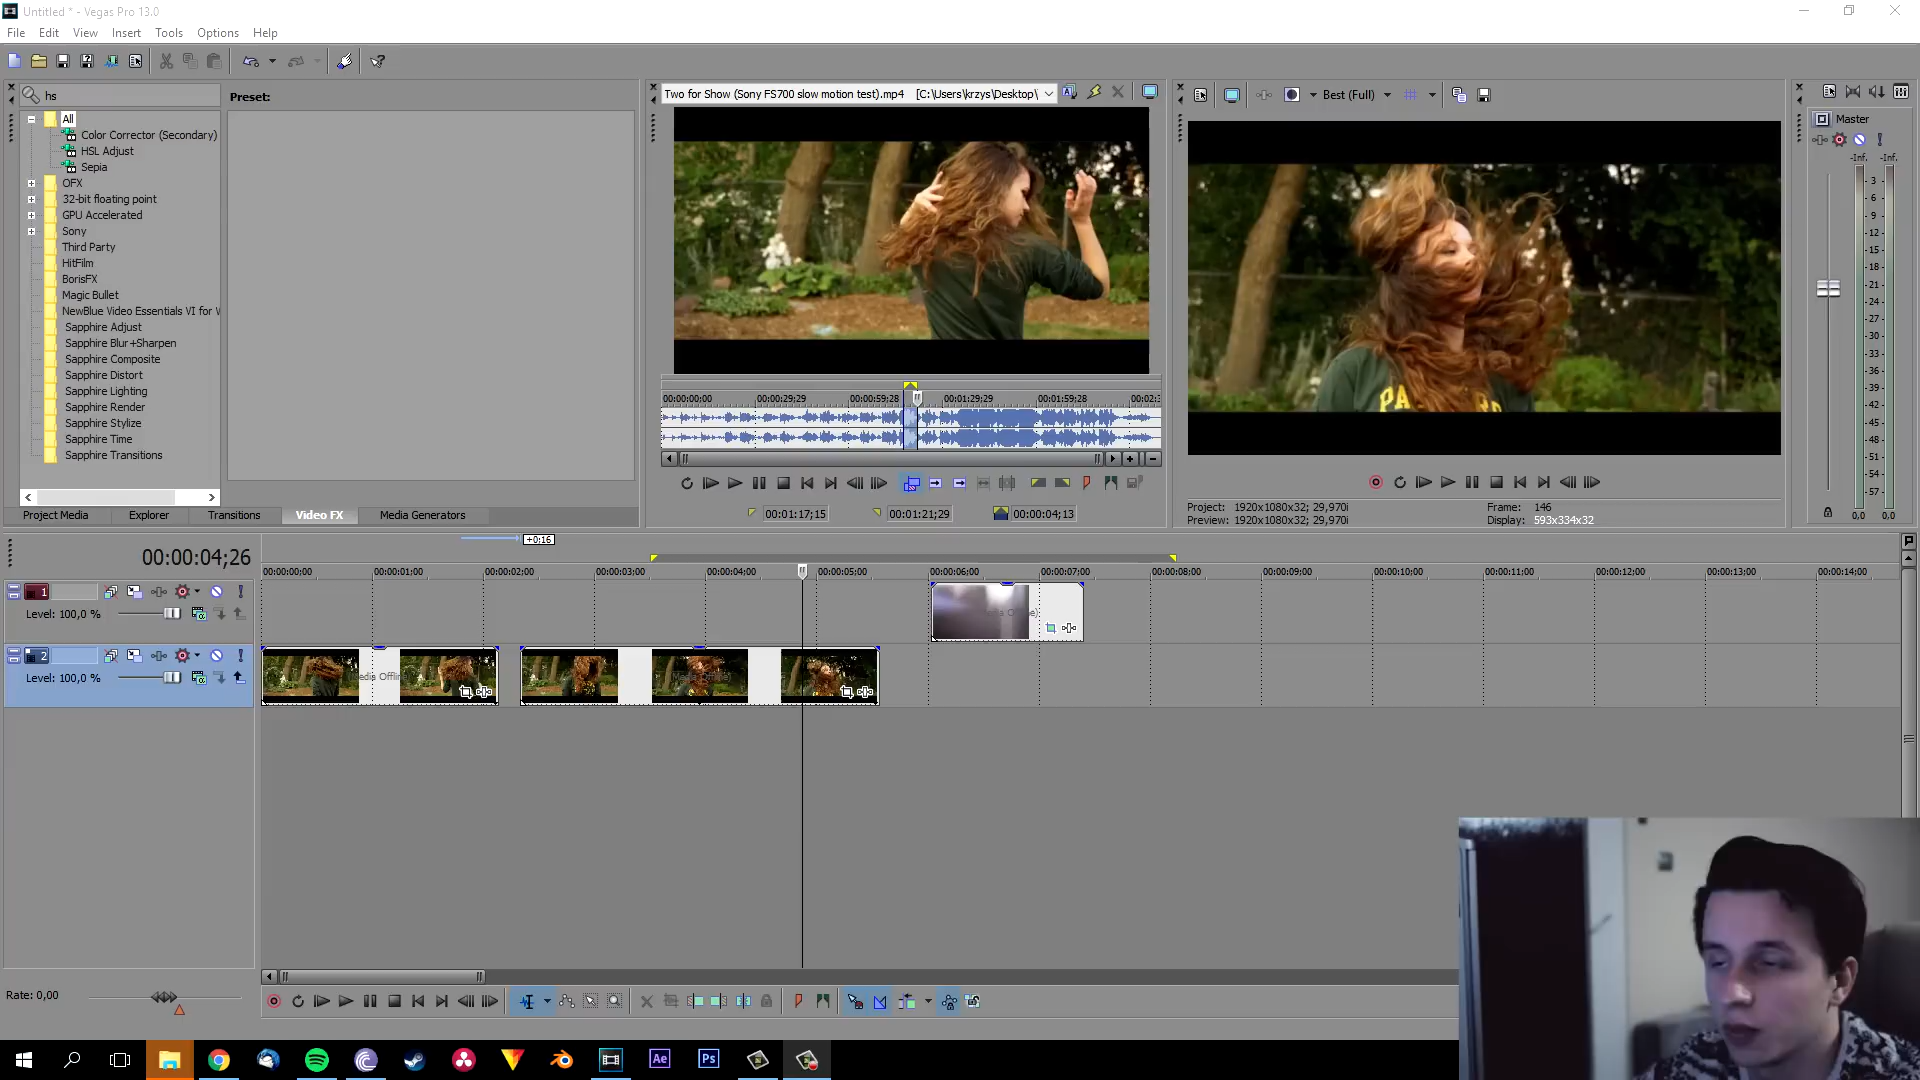 Untitled * - Vegas Pro 13.0
File Edit View Insert Tools Options Help
hs
Preset:
All
Color Corrector (Secondary)
HSL Adjust
Sepia
OFX
32-bit floating point
GPU Accelerated
Sony
Third Party
HitFilm
BorisFX
Magic Bullet
NewBlue Video Essentials VI for V
Sapphire Adjust
Sapphire Blur+Sharpen
Sapphire Composite
Sapphire Distort
Sapphire Lighting
Sapphire Render
Sapphire Stylize
Sapphire Time
Sapphire Transitions
Project Media Explorer Transitions Video FX Media Generators
Two for Show (Sony FS700 slow motion test).mp4 [C:\Users\krzys\Desktop\
00:00:00;00 00:00:29;29 00:00:59;28 00:01:29;29 00:01:59;28 00:02:3
00:01:17;15 00:01:21;29 00:00:04;13
Best (Full)
Project: 1920x1080x32; 29,970i Frame: 146
Preview: 1920x1080x32; 29,970i Display: 593x334x32
Master
-Inf. -Inf.
3
6
9
12
15
18
21
24
27
30
33
36
39
42
45
48
51
54
57
0,0 0,0
+0:16
00:00:04;26
00:00:00;00 00:00:01;00 00:00:02;00 00:00:03;00 00:00:04;00 00:00:05;00 00:00:06;00 00:00:07;00 00:00:08;00 00:00:09;00 00:00:10;00 00:00:11;00 00:00:12;00 00:00:13;00 00:00:14;00
1
Level: 100,0 %
2
Level: 100,0 %
(Media Offline)
Rate: 0,00
Ae Ps